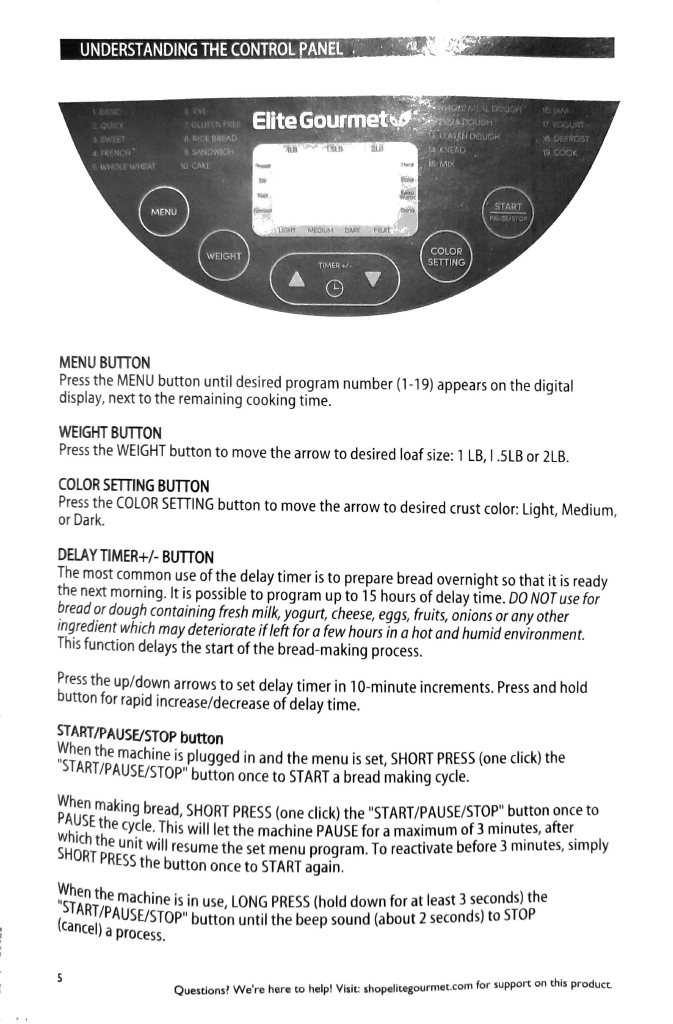 UNDERSTANDING THE CONTROL PANEL
1. BASIC
2. QUICK
3. SWEET
4. FRENCH
5. WHOLE WHEAT
6. RYE
7. GLUTEN FREE
8. RICE BREAD
9. SANDWICH
10. CAKE
Elite Gourmet
WHOLE MEAL DOUGH
DOUGH
13. LEAVEN DOUGH
14. KNEAD
15. MIX
16. JAM
17. YOGURT
18. DEFROST
19. COOK
1LB 1.5LB 2LB
Preset
Stir
Knead
Bake
Keep
Warm
Done
LIGHT MEDIUM DARK FRUIT
MENU
WEIGHT
TIMER +/-
COLOR
SETTING
START
PAUSE/STOP
MENU BUTTON
Press the MENU button until desired program number (1-19) appears on the digital
display, next to the remaining cooking time.
WEIGHT BUTTON
Press the WEIGHT button to move the arrow to desired loaf size: 1 LB, I .5LB or 2LB.
COLOR SETTING BUTTON
Press the COLOR SETTING button to move the arrow to desired crust color: Light, Medium,
or Dark.
DELAY TIMER+/- BUTTON
The most common use of the delay timer is to prepare bread overnight so that it is ready
the next morning. It is possible to program up to 15 hours of delay time. DO NOT use for
bread or dough containing fresh milk, yogurt, cheese, eggs, fruits, onions or any other
ingredient which may deteriorate if left for a few hours in a hot and humid environment.
This function delays the start of the bread-making process.
Press the up/down arrows to set delay timer in 10-minute increments. Press and hold
button for rapid increase/decrease of delay time.
START/PAUSE/STOP button
When the machine is plugged in and the menu is set, SHORT PRESS (one click) the
"START/PAUSE/STOP" button once to START a bread making cycle.
When making bread, SHORT PRESS (one click) the "START/PAUSE/STOP" button once to
PAUSE the cycle. This will let the machine PAUSE for a maximum of 3 minutes, after
which the unit will resume the set menu program. To reactivate before 3 minutes, simply
SHORT PRESS the button once to START again.
When the machine is in use, LONG PRESS (hold down for at least 3 seconds) the
"START/PAUSE/STOP" button until the beep sound (about 2 seconds) to STOP
(cancel) a process.
5
Questions? We're here to help! Visit: shopelitegourmet.com for support on this product.